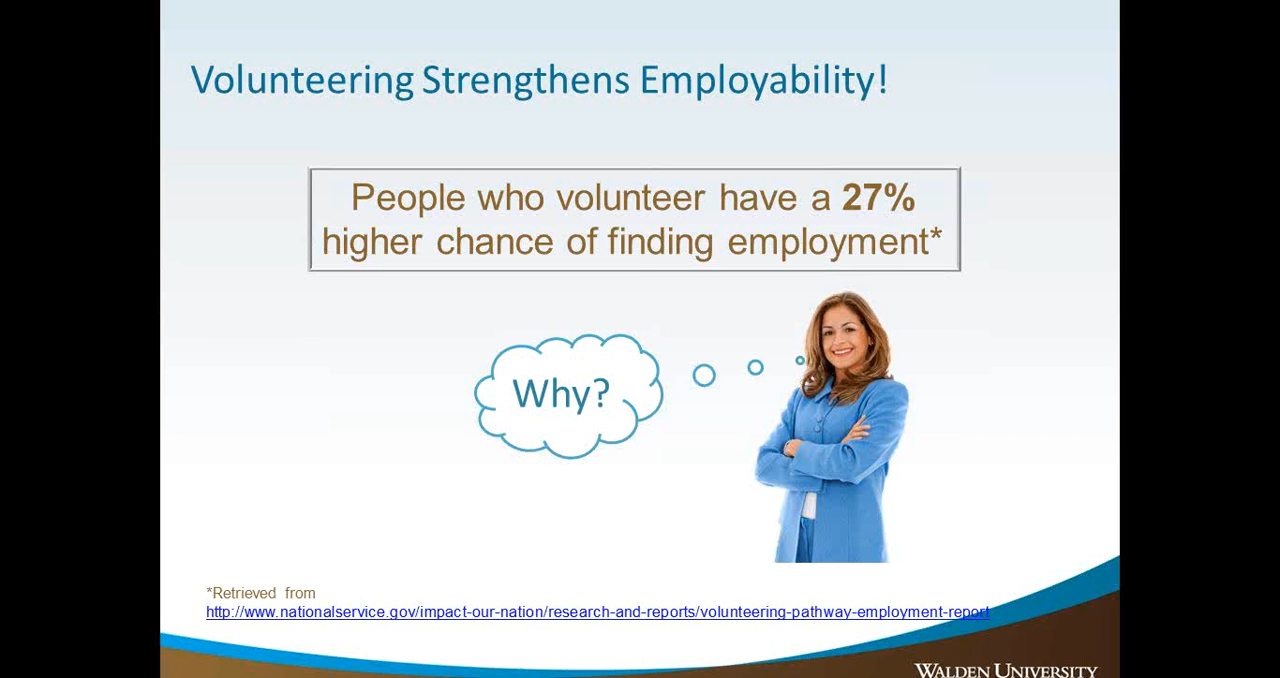 Volunteering Strengthens Employability!
People who volunteer have a 27%
higher chance of finding employment*
Why?
*Retrieved from
http://www.nationalservice.gov/impact-our-nation/research-and-reports/volunteering-pathway-employment-report
WALDEN UNIVERSITY